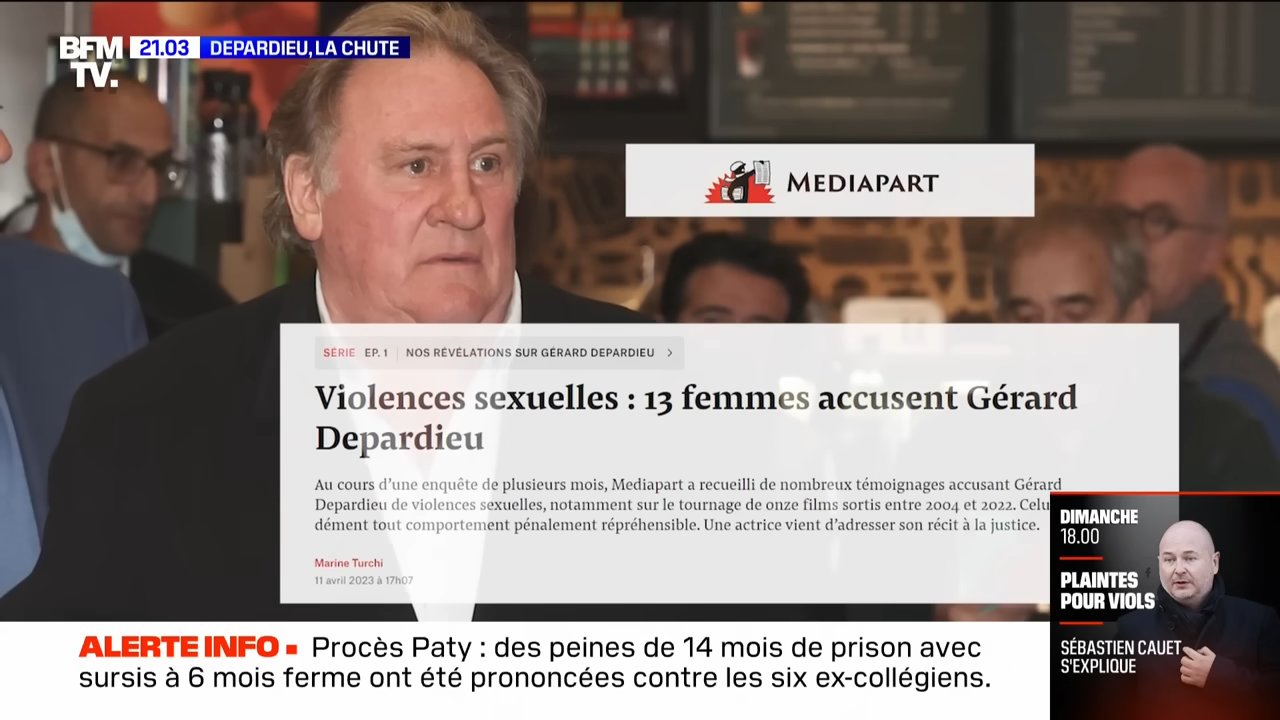 BFM
TV.
21.03 DEPARDIEU, LA CHUTE
MEDIAPART
SÉRIE EP. 1 | NOS RÉVÉLATIONS SUR GÉRARD DEPARDIEU >
Violences sexuelles : 13 femmes accusent Gérard
Depardieu
Au cours d’une enquête de plusieurs mois, Mediapart a recueilli de nombreux témoignages accusant Gérard
Depardieu de violences sexuelles, notamment sur le tournage de onze films sortis entre 2004 et 2022.
dément tout comportement pénalement répréhensible. Une actrice vient d’adresser son récit à la justice.
Marine Turchi
11 avril 2023 à 17h07
DIMANCHE
18.00
PLAINTES
POUR VIOLS
SÉBASTIEN CAUET
S'EXPLIQUE
ALERTE INFO ▪ Procès Paty : des peines de 14 mois de prison avec
sursis à 6 mois ferme ont été prononcées contre les six ex-collégiens.